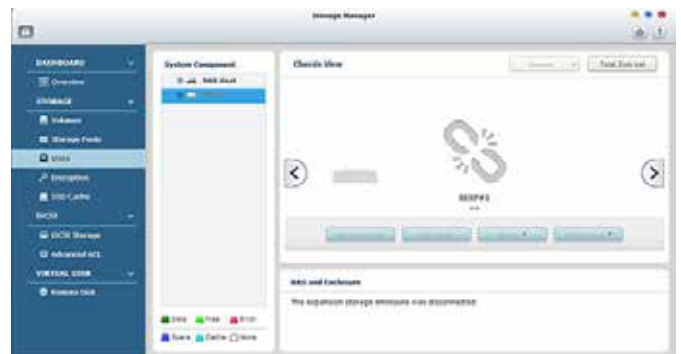 Storage Manager
DASHBOARD
Overview
STORAGE
Volumes
Storage Pools
Disks
Encryption
SSD Cache
iSCSI
iSCSI Storage
Advanced ACL
VIRTUAL DISK
Remote Disk
System Component
NAS Host
Data
Free
Error
Spare
Cache
None
Chassis View
Total Disk List
NAS and Enclosure
The expansion storage enclosure was disconnected